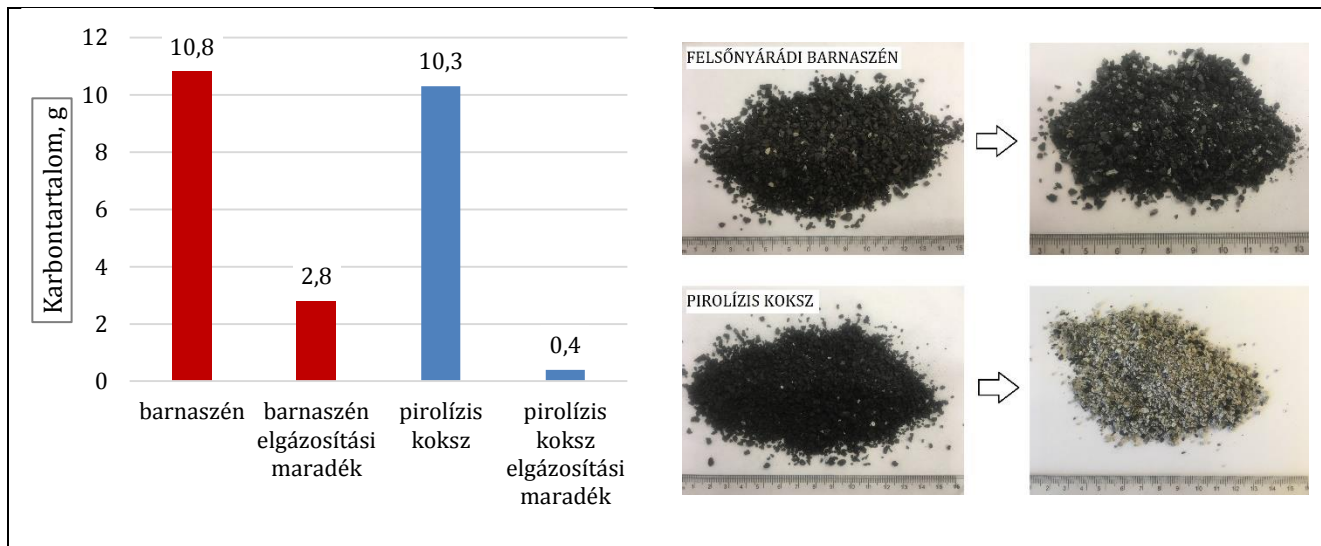 12
10
8
6
4
2
0
Karbontartalom, g
10,8
2,8
10,3
0,4
barnaszén
barnaszén
elgázosítási
maradék
pirolízis
koksz
pirolízis
koksz
elgázosítási
maradék
FELSŐNYÁRÁDI BARNASZÉN
PIROLÍZIS KOKSZ